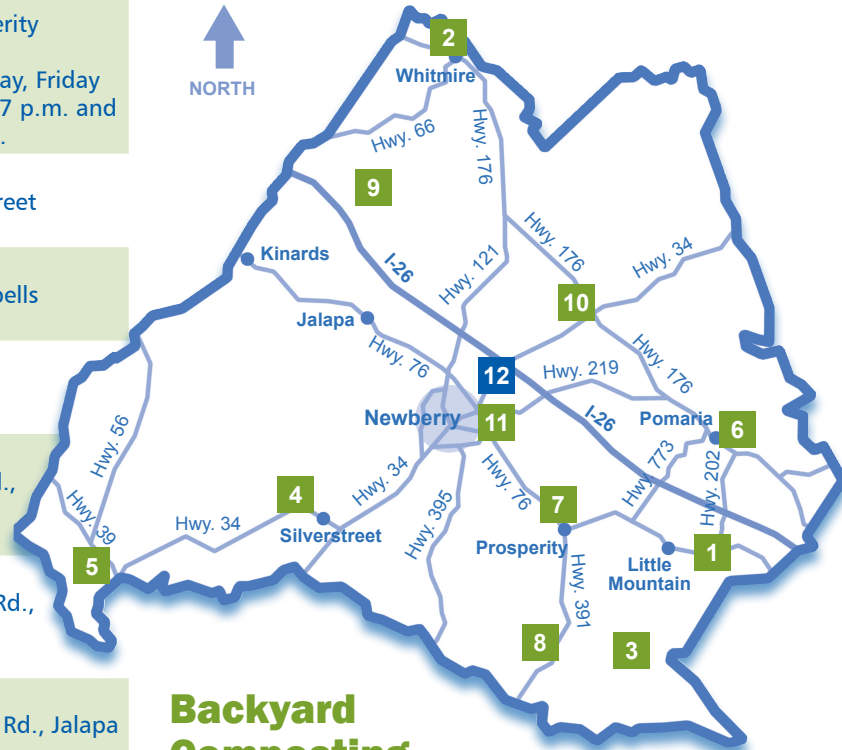 erity
ay, Friday
7 p.m. and
.
reet
pells
d.,
Rd.,
Rd., Jalapa
NORTH
2
Whitmire
Hwy. 66
Hwy. 176
9
Kinards
I-26
Hwy. 121
Hwy. 176
Hwy. 34
10
Jalapa
Hwy. 76
12
Hwy. 219
Hwy. 176
Newberry
11
I-26
Pomaria
6
Hwy. 56
Hwy. 39
4
Hwy. 34
Silverstreet
Hwy. 34
Hwy. 395
Hwy. 76
7
Prosperity
Hwy. 773
Hwy. 202
5
Little
Mountain
1
Hwy. 391
8
3
Backyard
Composting